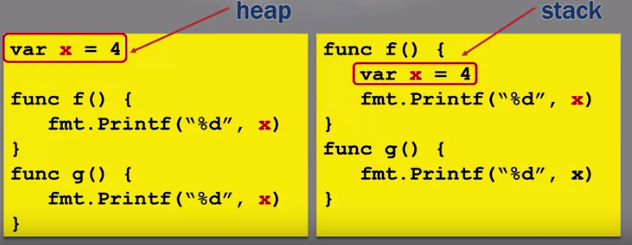 heap
var x = 4
func f() {
fmt.Printf(“%d”, x)
}
func g() {
fmt.Printf(“%d”, x)
}
stack
func f() {
var x = 4
fmt.Printf(“%d”, x)
}
func g() {
fmt.Printf(“%d”, x)
}